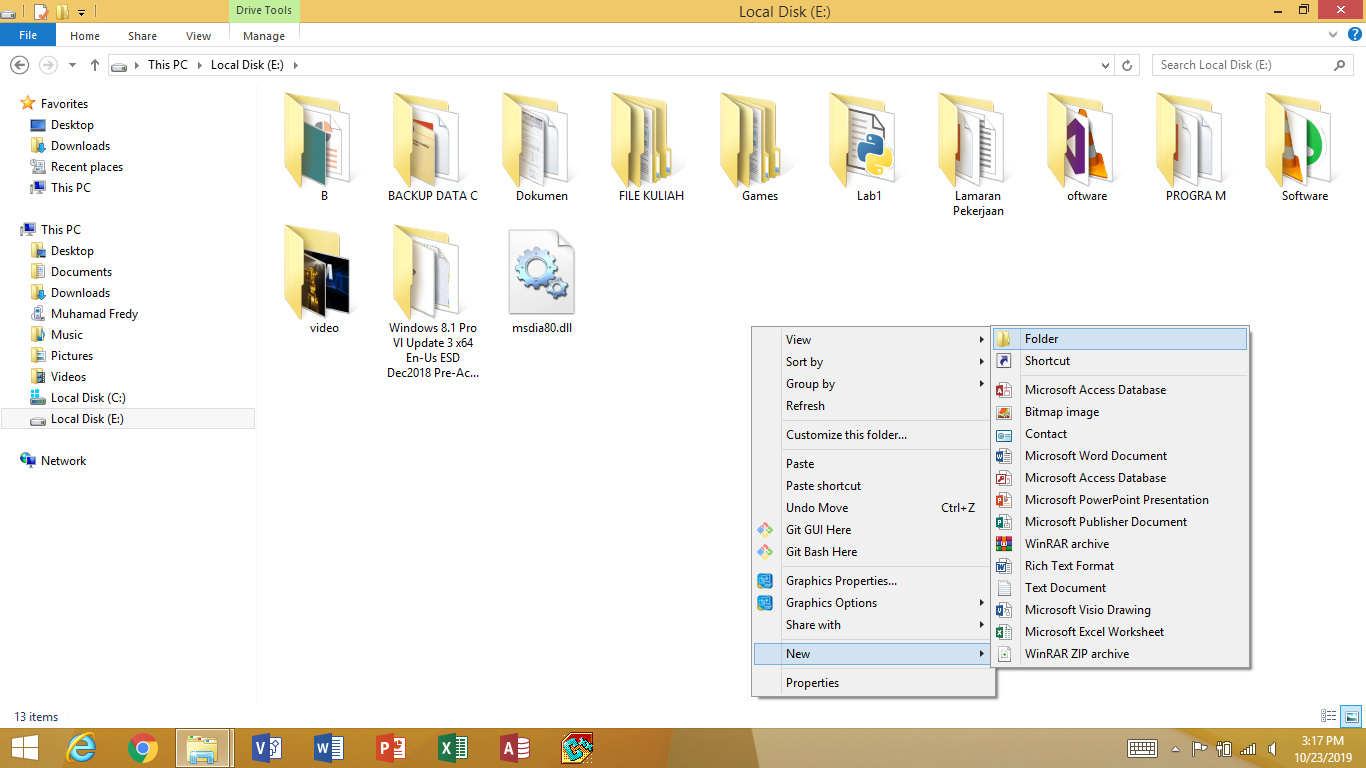 Drive Tools
Local Disk (E:)
File
Home
Share
View
Manage
This PC
Local Disk (E:)
Search Local Disk (E:)
Favorites
Desktop
Downloads
Recent places
This PC
This PC
Desktop
Documents
Downloads
Muhamad Fredy
Music
Pictures
Videos
Local Disk (C:)
Local Disk (E:)
Network
B
BACKUP DATA C
Dokumen
FILE KULIAH
Games
Lab1
Lamaran
Pekerjaan
oftware
PROGRA M
Software
video
Windows 8.1 Pro
VI Update 3 x64
En-Us ESD
Dec2018 Pre-Ac...
msdia80.dll
View
Sort by
Group by
Refresh
Customize this folder...
Paste
Paste shortcut
Undo Move Ctrl+Z
Git GUI Here
Git Bash Here
Graphics Properties...
Graphics Options
Share with
New
Properties
Folder
Shortcut
Microsoft Access Database
Bitmap image
Contact
Microsoft Word Document
Microsoft Access Database
Microsoft PowerPoint Presentation
Microsoft Publisher Document
WinRAR archive
Rich Text Format
Text Document
Microsoft Visio Drawing
Microsoft Excel Worksheet
WinRAR ZIP archive
13 items
3:17 PM
10/23/2019